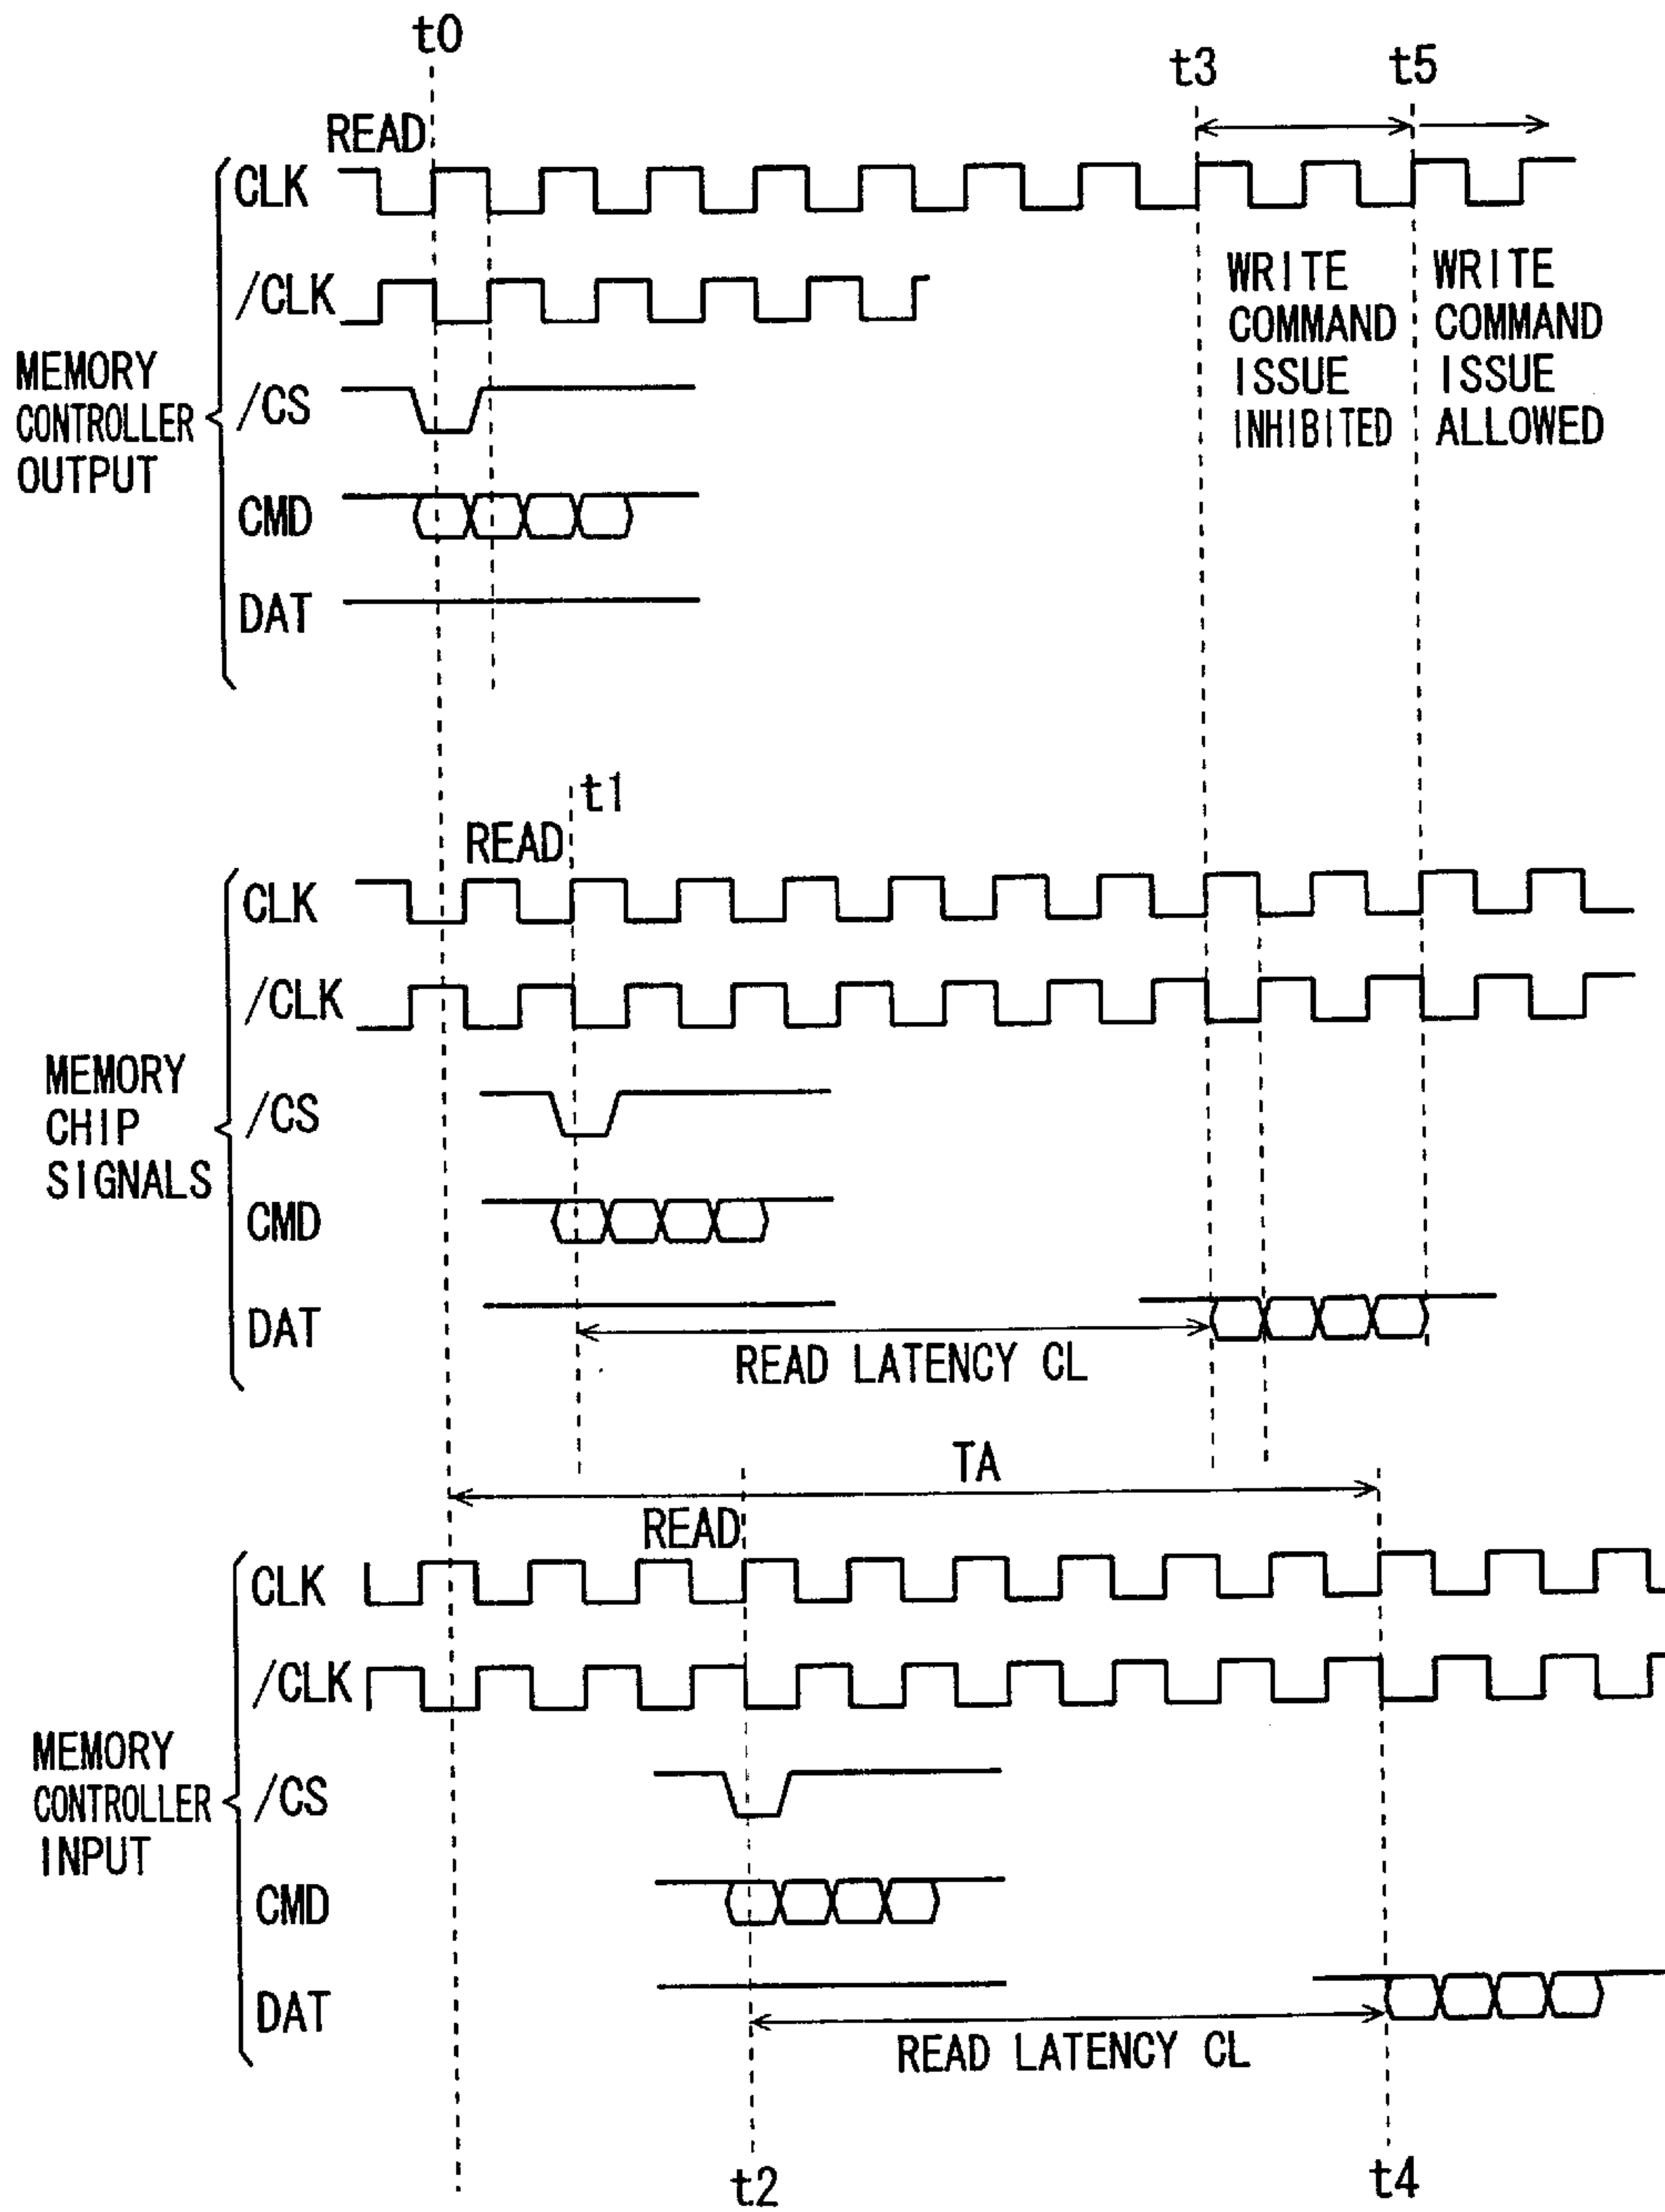 t0
t3
t5
READ
CLK
/CLK
WRITE
COMMAND
ISSUE
INHIBITED
WRITE
COMMAND
ISSUE
ALLOWED
MEMORY
CONTROLLER
OUTPUT
/CS
CMD
DAT
t1
READ
CLK
/CLK
MEMORY
CHIP
SIGNALS
/CS
CMD
DAT
READ LATENCY CL
TA
READ
CLK
/CLK
MEMORY
CONTROLLER
INPUT
/CS
CMD
DAT
READ LATENCY CL
t2
t4